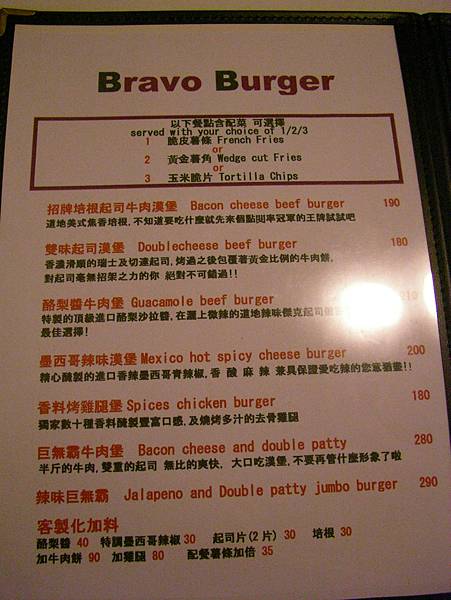 Bravo Burger
以下餐點含配菜 可選擇
served with your choice of 1/2/3
1 脆皮薯條 French Fries
or
2 黃金薯角 Wedge cut Fries
or
3 玉米脆片 Tortilla Chips
招牌培根起司牛肉漢堡 Bacon cheese beef burger 190
道地美式焦香培根,不知道要吃什麼就先來個點閱率冠軍的王牌試試吧
雙味起司漢堡 Doublecheese beef burger 180
香濃滑順的瑞士及切達起司,烤過之後包覆著黃金比例的牛肉餅,
對起司毫無招架之力的你 絕對不可錯過!!
酪梨醬牛肉堡 Guacamole beef burger 210
特製的頂級進口酪梨沙拉醬,在灑上微辣的道地辣味傑克起司
最佳選擇!
墨西哥辣味漢堡 Mexico hot spicy cheese burger 200
精心醃製的進口香辣墨西哥青辣椒,香 酸 麻 辣 兼具保證愛吃辣的您直呼過癮!!
香料烤雞腿堡 Spices chicken burger 180
獨家數十種香料醃製豐富口感,及燒烤多汁的去骨雞腿
巨無霸牛肉堡 Bacon cheese and double patty 280
半斤的牛肉,雙重的起司 無比的爽快, 大口吃漢堡,不要再管什麼形象了啦
辣味巨無霸 Jalapeno and Double patty jumbo burger 290
客製化加料
酪梨醬 40 特調墨西哥辣椒 30 起司片(2片) 30 培根 30
加牛肉餅 90 加雞腿 80 配餐薯條加倍 35